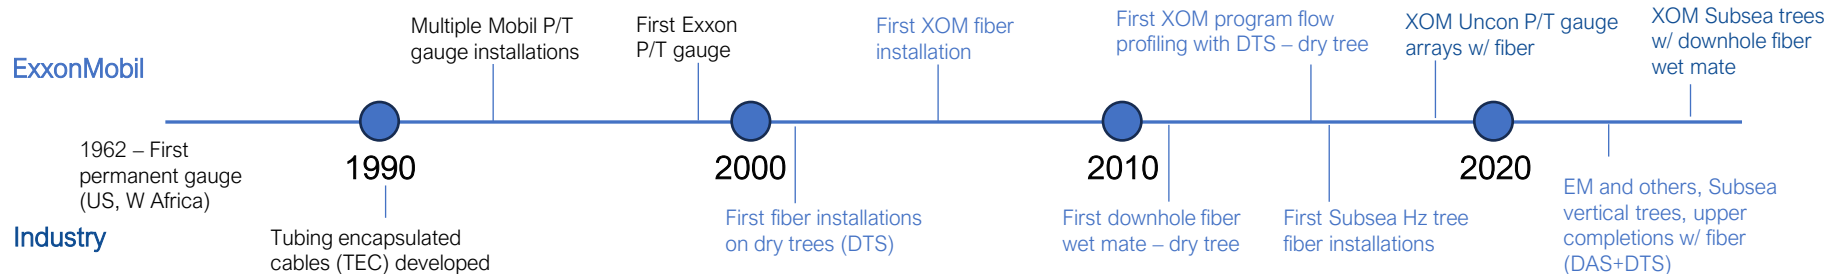 ExxonMobil
Multiple Mobil P/T
gauge installations
First Exxon
P/T gauge
First XOM fiber
installation
First XOM program flow
profiling with DTS – dry tree
XOM Uncon P/T gauge
arrays w/ fiber
XOM Subsea trees
w/ downhole fiber
wet mate
1990
2000
2010
2020
Industry
1962 – First
permanent gauge
(US, W Africa)
Tubing encapsulated
cables (TEC) developed
First fiber installations
on dry trees (DTS)
First downhole fiber
wet mate – dry tree
First Subsea Hz tree
fiber installations
EM and others, Subsea
vertical trees, upper
completions w/ fiber
(DAS+DTS)